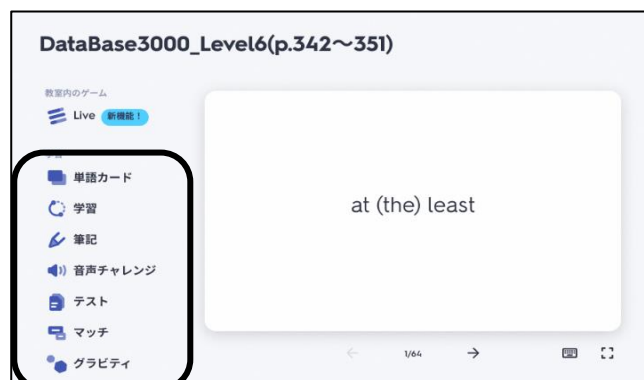 DataBase3000_Level6(p.342〜351)
教室内のゲーム
Live 新機能！
単語カード
学習
筆記
音声チャレンジ
テスト
マッチ
グラビティ
at (the) least
1/64